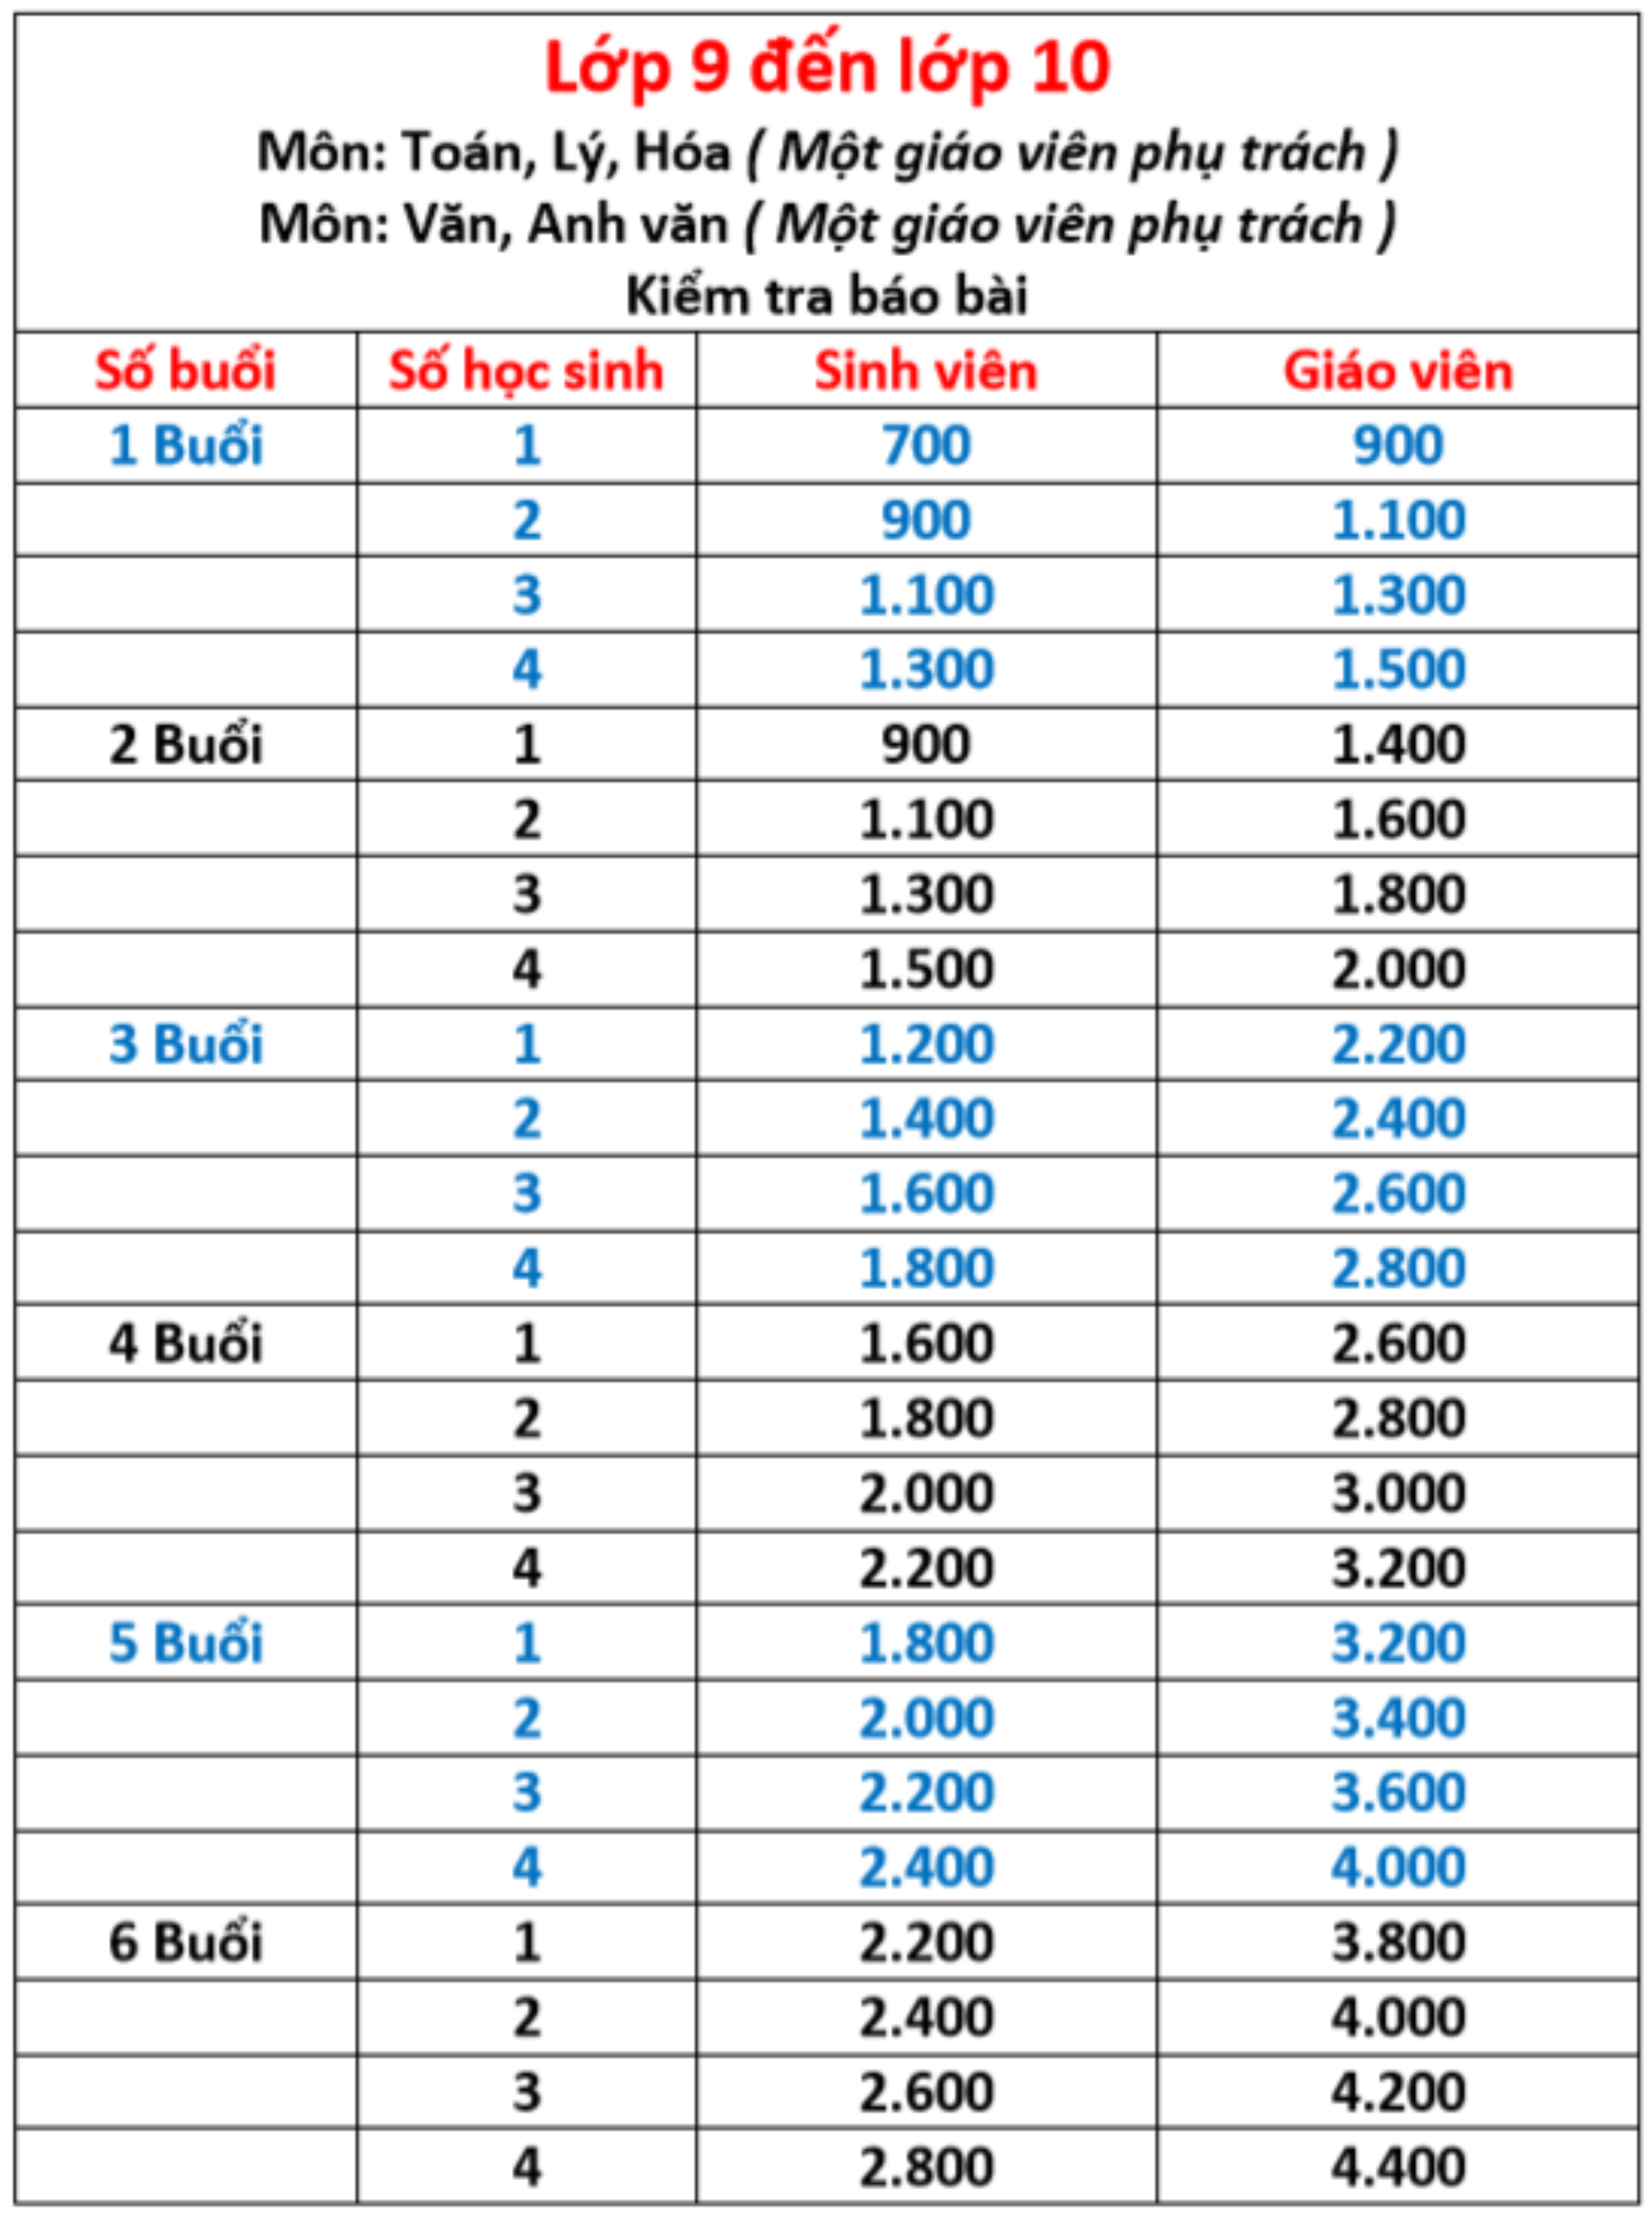 Lớp 9 đến lớp 10
Môn: Toán, Lý, Hóa ( Một giáo viên phụ trách )
Môn: Văn, Anh văn ( Một giáo viên phụ trách )
Kiểm tra báo bài
Số buổi Số học sinh Sinh viên Giáo viên
1 Buổi 1 700 900
2 900 1.100
3 1.100 1.300
4 1.300 1.500
2 Buổi 1 900 1.400
2 1.100 1.600
3 1.300 1.800
4 1.500 2.000
3 Buổi 1 1.200 2.200
2 1.400 2.400
3 1.600 2.600
4 1.800 2.800
4 Buổi 1 1.600 2.600
2 1.800 2.800
3 2.000 3.000
4 2.200 3.200
5 Buổi 1 1.800 3.200
2 2.000 3.400
3 2.200 3.600
4 2.400 4.000
6 Buổi 1 2.200 3.800
2 2.400 4.000
3 2.600 4.200
4 2.800 4.400